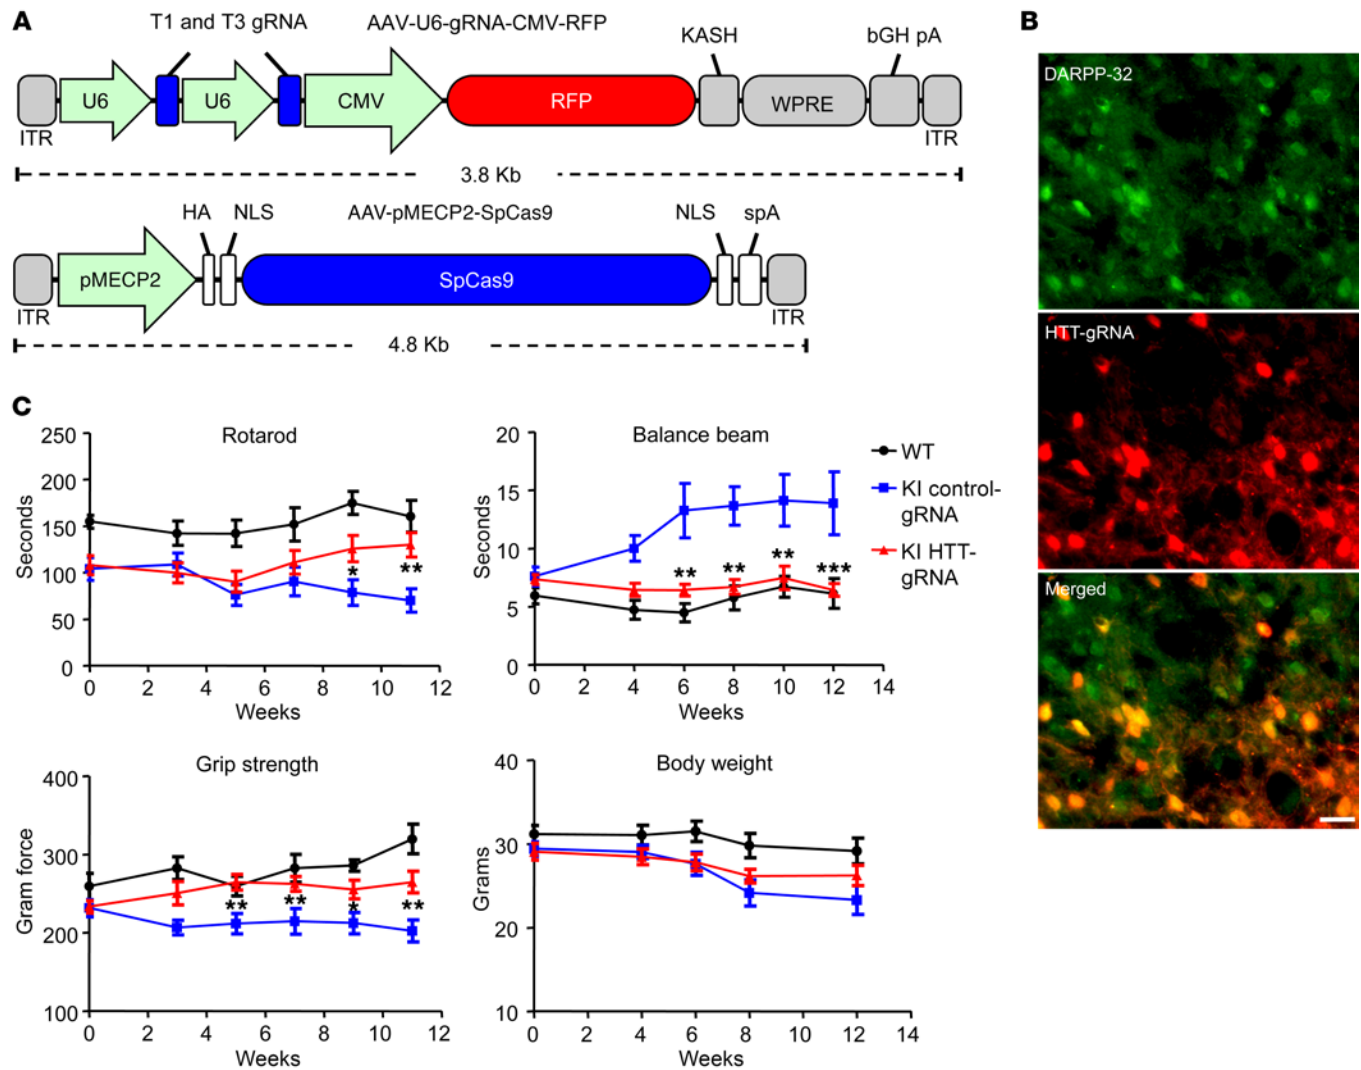 A
T1 and T3 gRNA
AAV-U6-gRNA-CMV-RFP
KASH
bGH pA
U6
U6
CMV
RFP
WPRE
ITR
ITR
3.8 Kb
HA
NLS
AAV-pMECP2-SpCas9
NLS
spA
pMECP2
SpCas9
ITR
ITR
4.8 Kb
B
DARPP-32
HTT-gRNA
Merged
C
Rotarod
Seconds
250
200
150
100
50
0
*
**
0 2 4 6 8 10 12
Weeks
Balance beam
Seconds
20
15
10
5
0
**
**
**
***
0 2 4 6 8 10 12 14
Weeks
WT
KI control-
gRNA
KI HTT-
gRNA
Grip strength
Gram force
400
300
200
100
**
**
*
**
0 2 4 6 8 10 12
Weeks
Body weight
Grams
40
30
20
10
0 2 4 6 8 10 12 14
Weeks